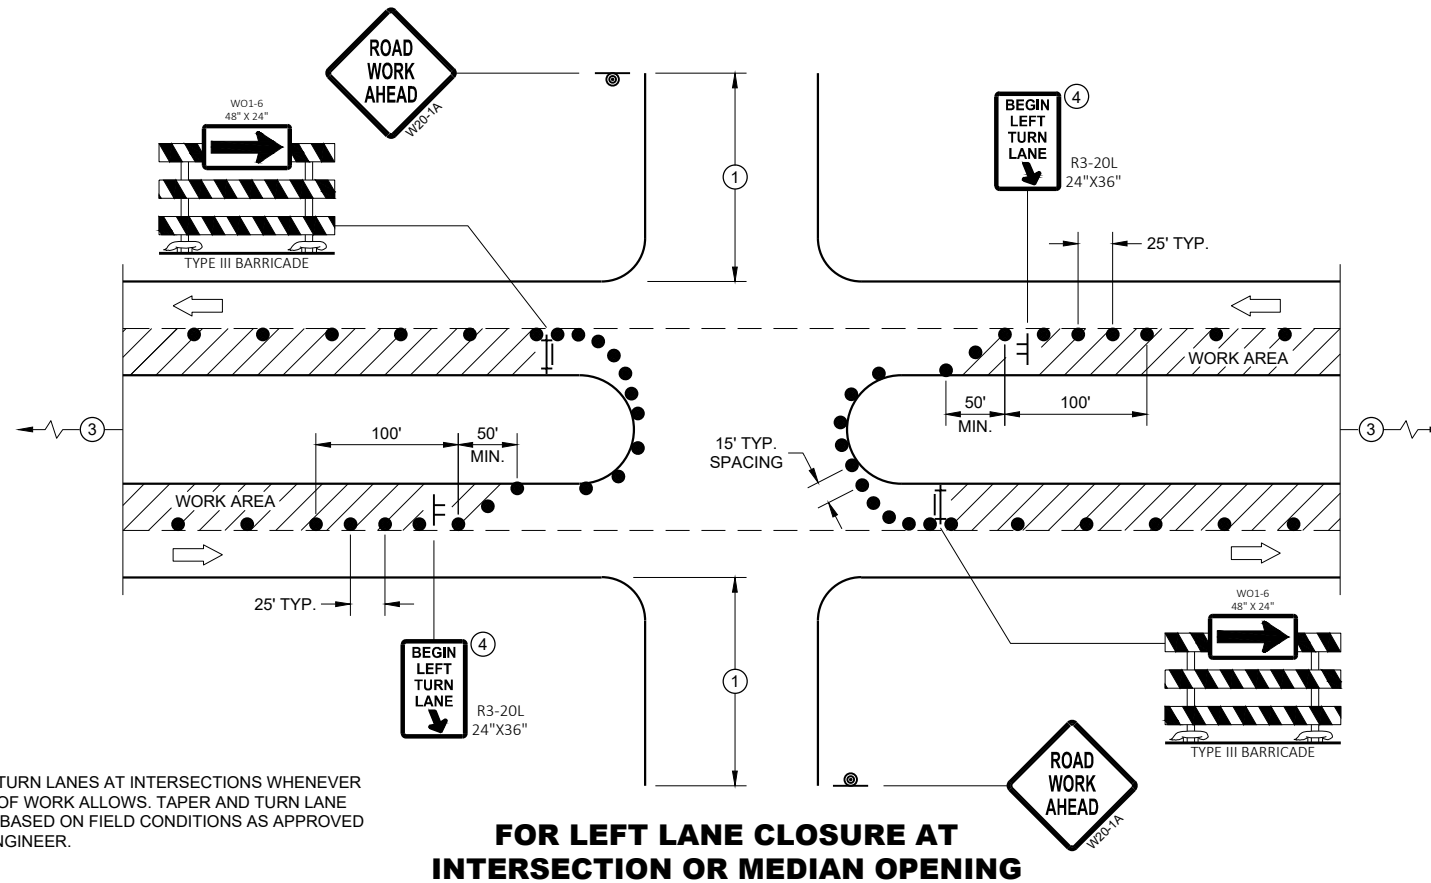 ROAD
WORK
AHEAD
W20-1A
WO1-6
48" X 24"
TYPE III BARRICADE
1
BEGIN
LEFT
TURN
LANE
4
R3-20L
24"X36"
25' TYP.
WORK AREA
3
100'
50'
MIN.
50'
MIN.
100'
3
15' TYP.
SPACING
WORK AREA
25' TYP.
BEGIN
LEFT
TURN
LANE
4
R3-20L
24"X36"
1
WO1-6
48" X 24"
TYPE III BARRICADE
ROAD
WORK
AHEAD
W20-1A
TURN LANES AT INTERSECTIONS WHENEVER
OF WORK ALLOWS. TAPER AND TURN LANE
BASED ON FIELD CONDITIONS AS APPROVED
NGINEER.
FOR LEFT LANE CLOSURE AT
INTERSECTION OR MEDIAN OPENING